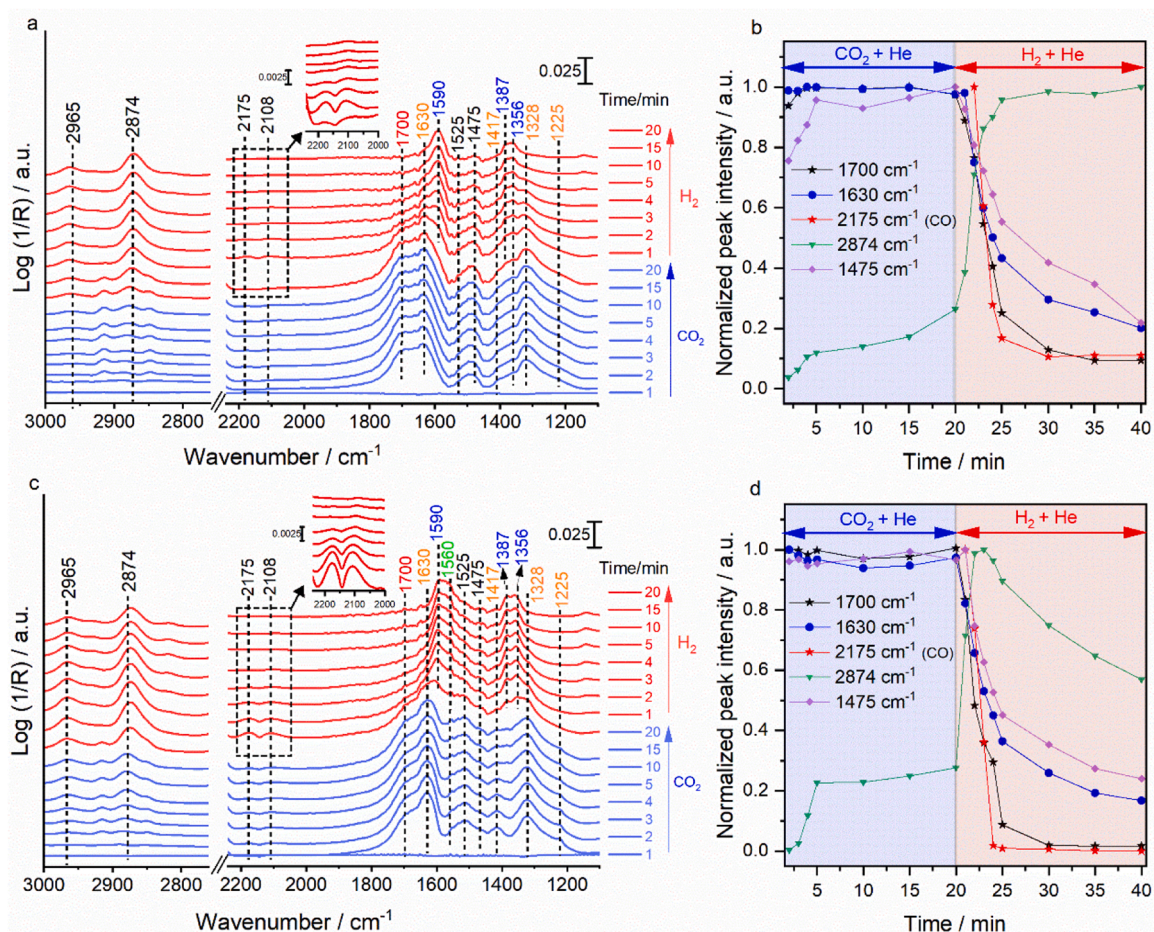 a
2965
2874
2175
2108
0.0025
2200 2100 2000
1700
1630
1590
1525
1475
1417
1387
1356
1328
1225
0.025
Time/min
20
15
10
5
4
3
2
1
H2
20
15
10
5
4
3
2
1
CO2
Log (1/R) / a.u.
3000 2800 2200 2000 1800 1600 1400 1200
Wavenumber / cm-1
b
CO2 + He
H2 + He
Normalized peak intensity / a.u.
1.0
0.8
0.6
0.4
0.2
0.0
1700 cm-1
1630 cm-1
2175 cm-1 (CO)
2874 cm-1
1475 cm-1
5 10 15 20 25 30 35 40
Time / min
c
2965
2874
2175
2108
0.0025
2200 2100 2000
1700
1630
1590
1560
1525
1475
1417
1387
1356
1328
1225
0.025
Time/min
20
15
10
5
4
3
2
1
H2
20
15
10
5
4
3
2
1
CO2
Log (1/R) / a.u.
3000 2800 2200 2000 1800 1600 1400 1200
Wavenumber / cm-1
d
CO2 + He
H2 + He
Normalized peak intensity / a.u.
1.0
0.8
0.6
0.4
0.2
0.0
1700 cm-1
1630 cm-1
2175 cm-1 (CO)
2874 cm-1
1475 cm-1
5 10 15 20 25 30 35 40
Time / min